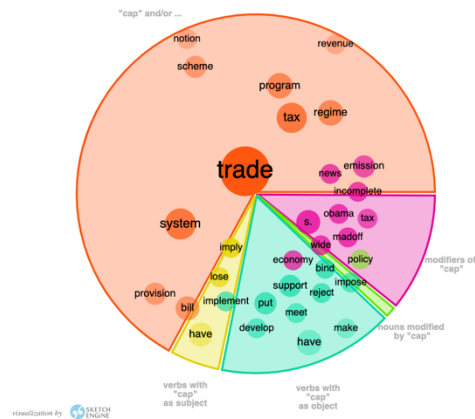 "cap" and/or ...
notion
revenue
scheme
program
regime
tax
trade
news
emission
incomplete
s.
obama
tax
madoff
modifiers of
"cap"
system
wide
policy
imply
economy
bind
lose
support
reject
impose
provision
bill
implement
put
meet
nouns modified
by "cap"
have
develop
have
make
verbs with
"cap"
as subject
verbs with
"cap"
as object
visualization by SKETCH
ENGINE